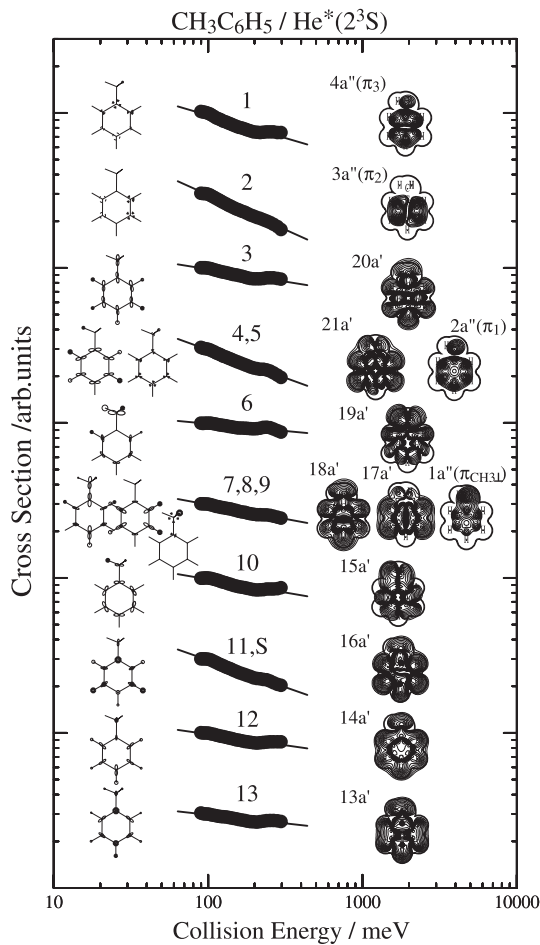 CH3C6H5 / He*(2³S)
1
4a"(π3)
2
3a"(π2)
3
20a'
4,5
21a'
2a"(π1)
6
19a'
7,8,9
18a'
17a'
1a"(πCH3⊥)
10
15a'
11,S
16a'
12
14a'
13
13a'
Cross Section /arb.units
10
100
1000
10000
Collision Energy / meV